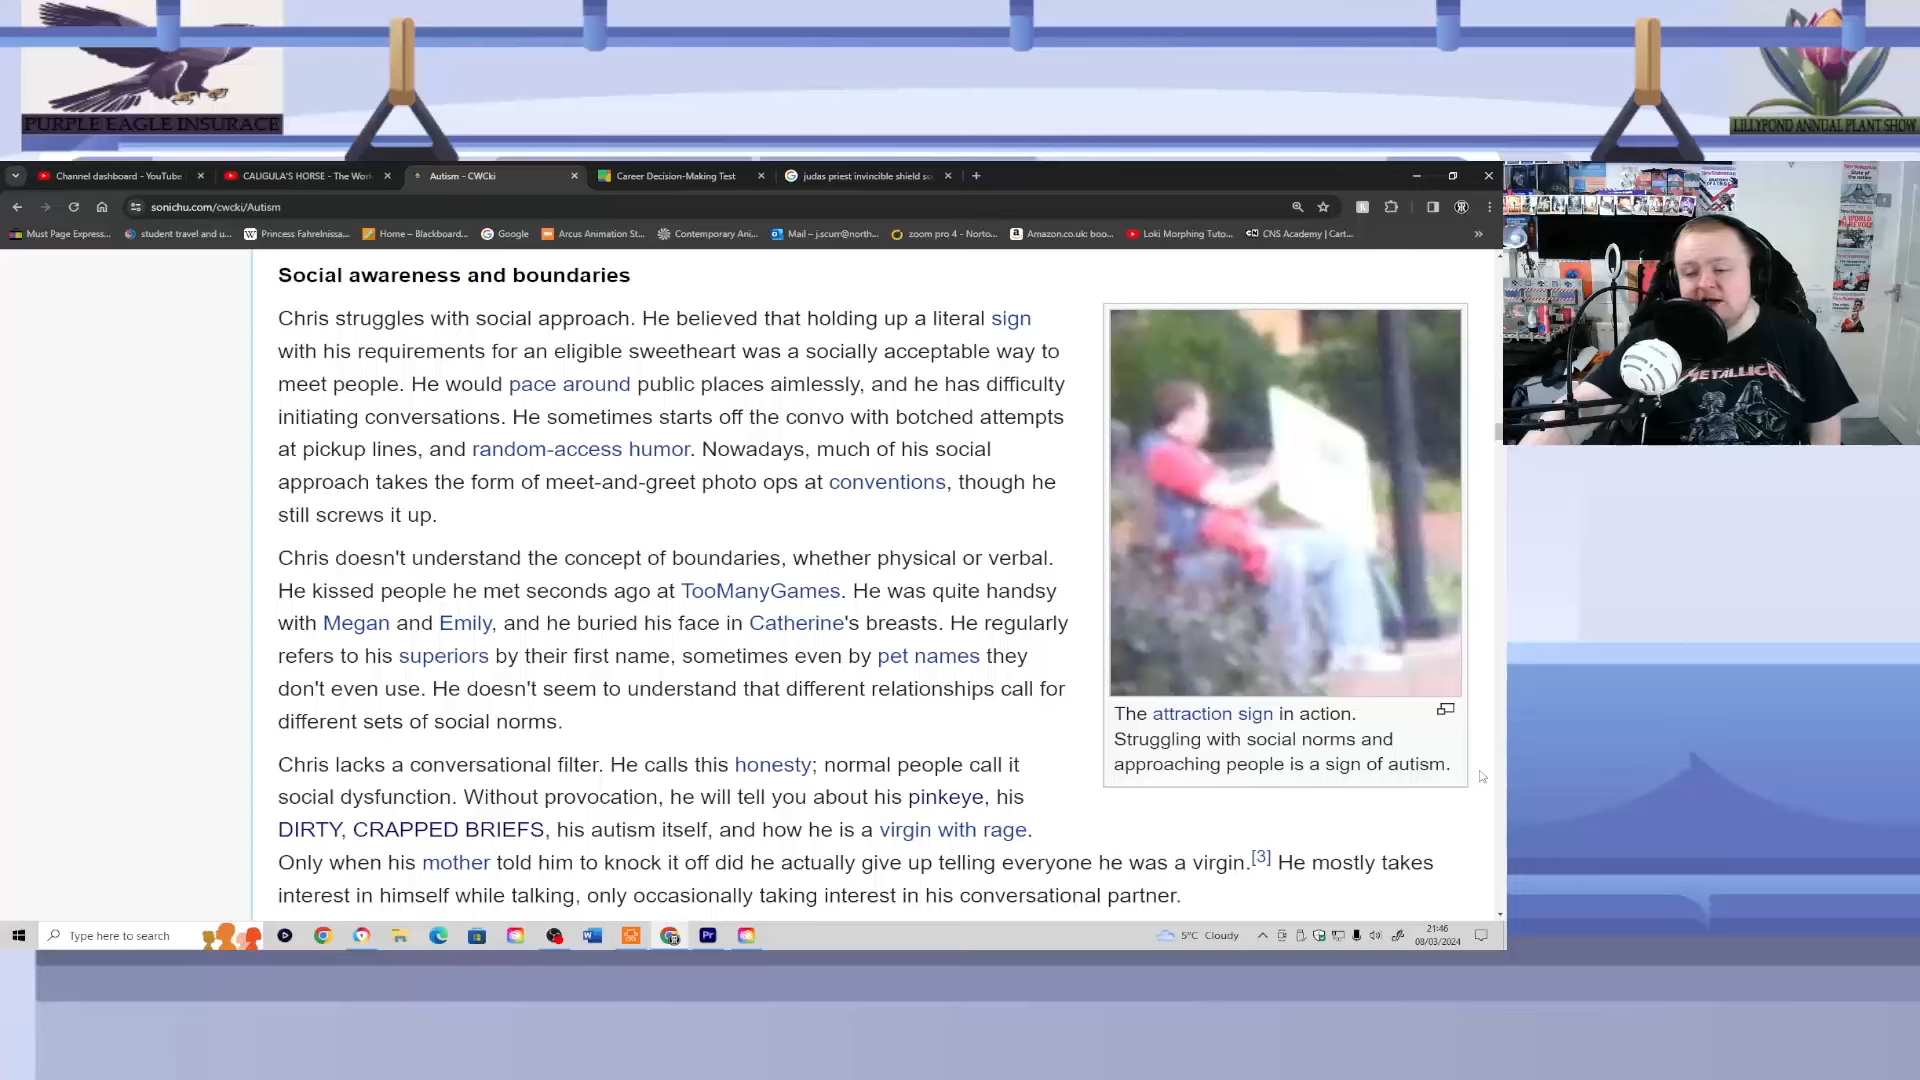 PURPLE EAGLE INSURACE
LILLYPOND ANNUAL PLANT SHOW
Channel dashboard - YouTube
CALIGULA'S HORSE - The Wor
Autism - CWCki
Career Decision-Making Test
judas priest invincible shield so
sonichu.com/cwcki/Autism
Must Page Express...
student travel and u...
Princess Fahrelnissa...
Home – Blackboard...
Google
Arcus Animation St...
Contemporary Ani...
Mail – j.scurr@north...
zoom pro 4 - Norto...
Amazon.co.uk: boo...
Loki Morphing Tuto...
CNS Academy | Cart...
Social awareness and boundaries
Chris struggles with social approach. He believed that holding up a literal sign
with his requirements for an eligible sweetheart was a socially acceptable way to
meet people. He would pace around public places aimlessly, and he has difficulty
initiating conversations. He sometimes starts off the convo with botched attempts
at pickup lines, and random-access humor. Nowadays, much of his social
approach takes the form of meet-and-greet photo ops at conventions, though he
still screws it up.
Chris doesn't understand the concept of boundaries, whether physical or verbal.
He kissed people he met seconds ago at TooManyGames. He was quite handsy
with Megan and Emily, and he buried his face in Catherine's breasts. He regularly
refers to his superiors by their first name, sometimes even by pet names they
don't even use. He doesn't seem to understand that different relationships call for
different sets of social norms.
Chris lacks a conversational filter. He calls this honesty; normal people call it
social dysfunction. Without provocation, he will tell you about his pinkeye, his
DIRTY, CRAPPED BRIEFS, his autism itself, and how he is a virgin with rage.
Only when his mother told him to knock it off did he actually give up telling everyone he was a virgin.[3] He mostly takes
interest in himself while talking, only occasionally taking interest in his conversational partner.
The attraction sign in action.
Struggling with social norms and
approaching people is a sign of autism.
METALLICA
Type here to search
5°C Cloudy
21:46
08/03/2024